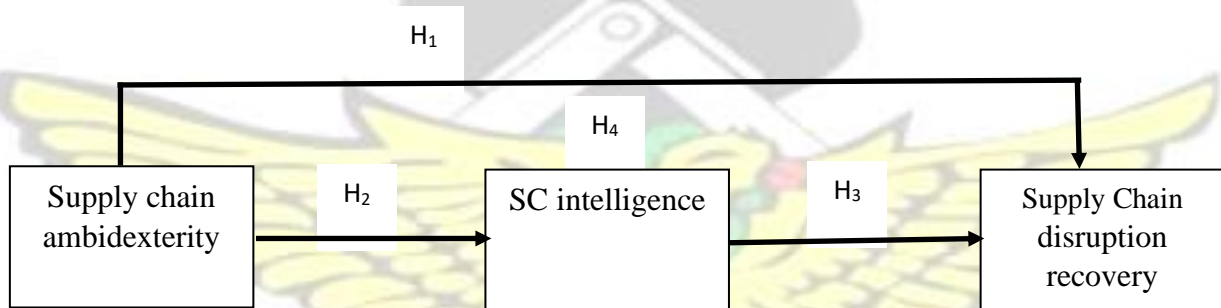 H₁
H₄
Supply chain
ambidexterity
H₂
SC intelligence
H₃
Supply Chain
disruption
recovery